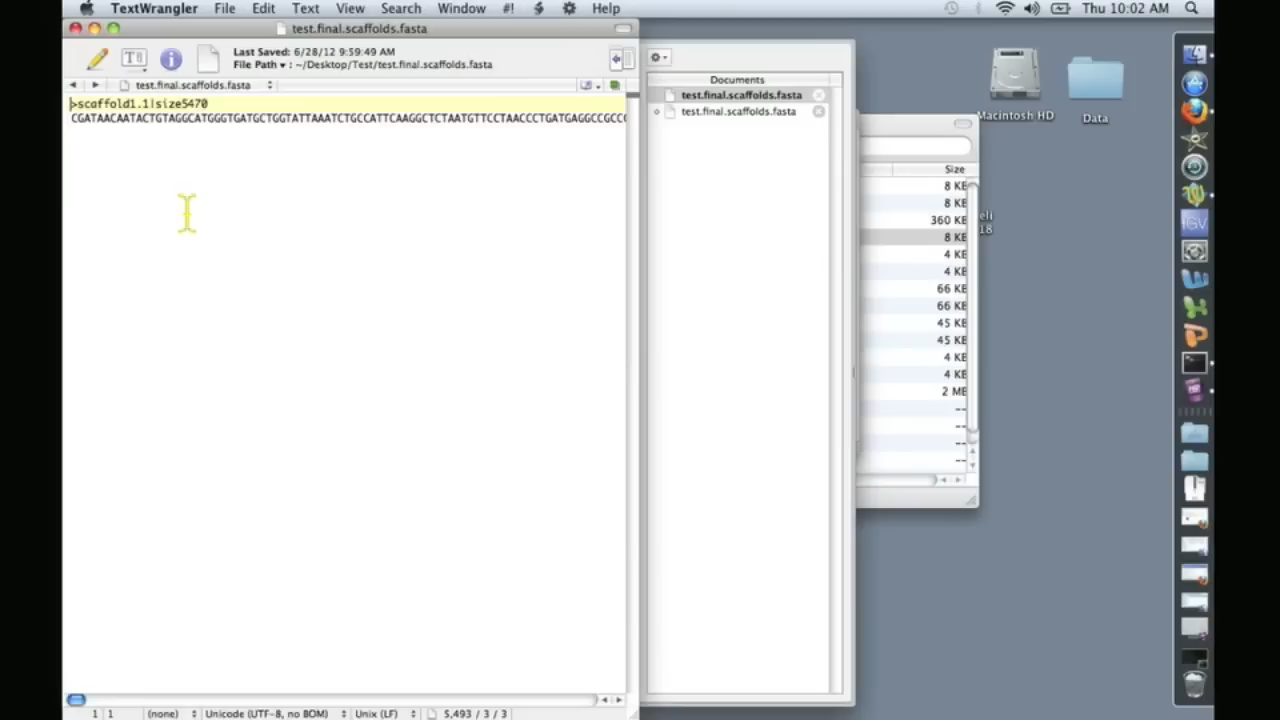 TextWrangler File Edit Text View Search Window #! Help Thu 10:02 AM
test.final.scaffolds.fasta
Last Saved: 6/28/12 9:59:49 AM
File Path ▾ : ~/Desktop/Test/test.final.scaffolds.fasta
test.final.scaffolds.fasta
>scaffold1.1|size5470
CGATAACAATACTGTAGGCATGGGTGATGCTGGTATTAAATCTGCCATTCAAGGCTCTAATGTTCCTAACCCTGATGAGGCCGCC
1 1 (none) Unicode (UTF-8, no BOM) Unix (LF) 5,493 / 3 / 3
Documents
test.final.scaffolds.fasta
test.final.scaffolds.fasta
Size
8 KB
8 KB
360 KB
8 KB
4 KB
4 KB
66 KB
66 KB
45 KB
45 KB
4 KB
4 KB
2 MB
--
--
--
--
Macintosh HD
Data
eli
18
IGV